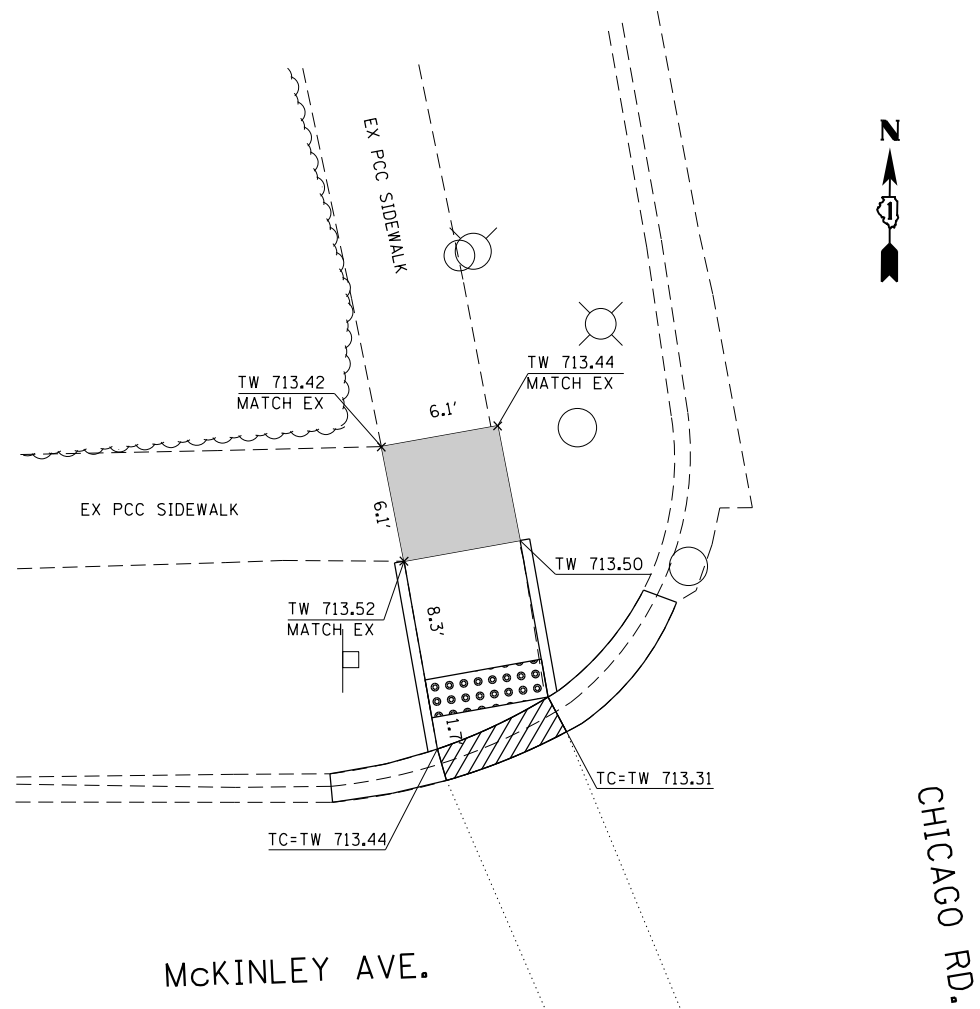 N
1
EX PCC SIDEWALK
TW 713.44
MATCH EX
TW 713.42
MATCH EX
6.1'
6.1'
EX PCC SIDEWALK
TW 713.50
TW 713.52
MATCH EX
8.3'
1.7'
TC=TW 713.31
TC=TW 713.44
McKINLEY AVE.
CHICAGO RD.